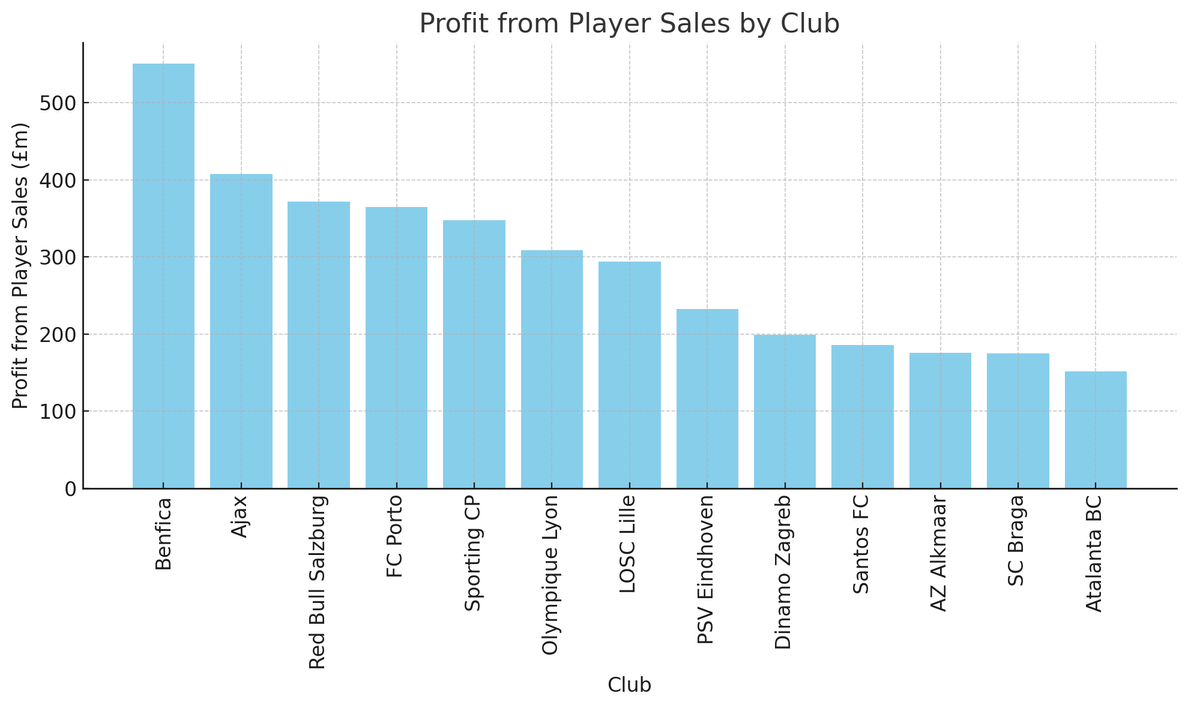 Profit from Player Sales by Club
Profit from Player Sales (£m)
500
400
300
200
100
0
Benfica
Ajax
Red Bull Salzburg
FC Porto
Sporting CP
Olympique Lyon
LOSC Lille
PSV Eindhoven
Dinamo Zagreb
Santos FC
AZ Alkmaar
SC Braga
Atalanta BC
Club